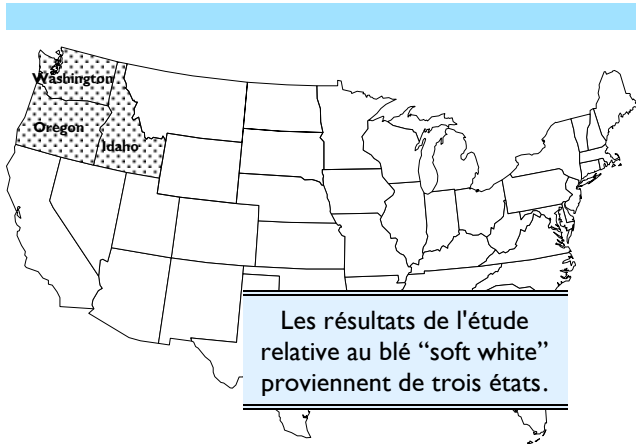 Washington
Oregon
Idaho
Les résultats de l'étude
relative au blé “soft white”
proviennent de trois états.